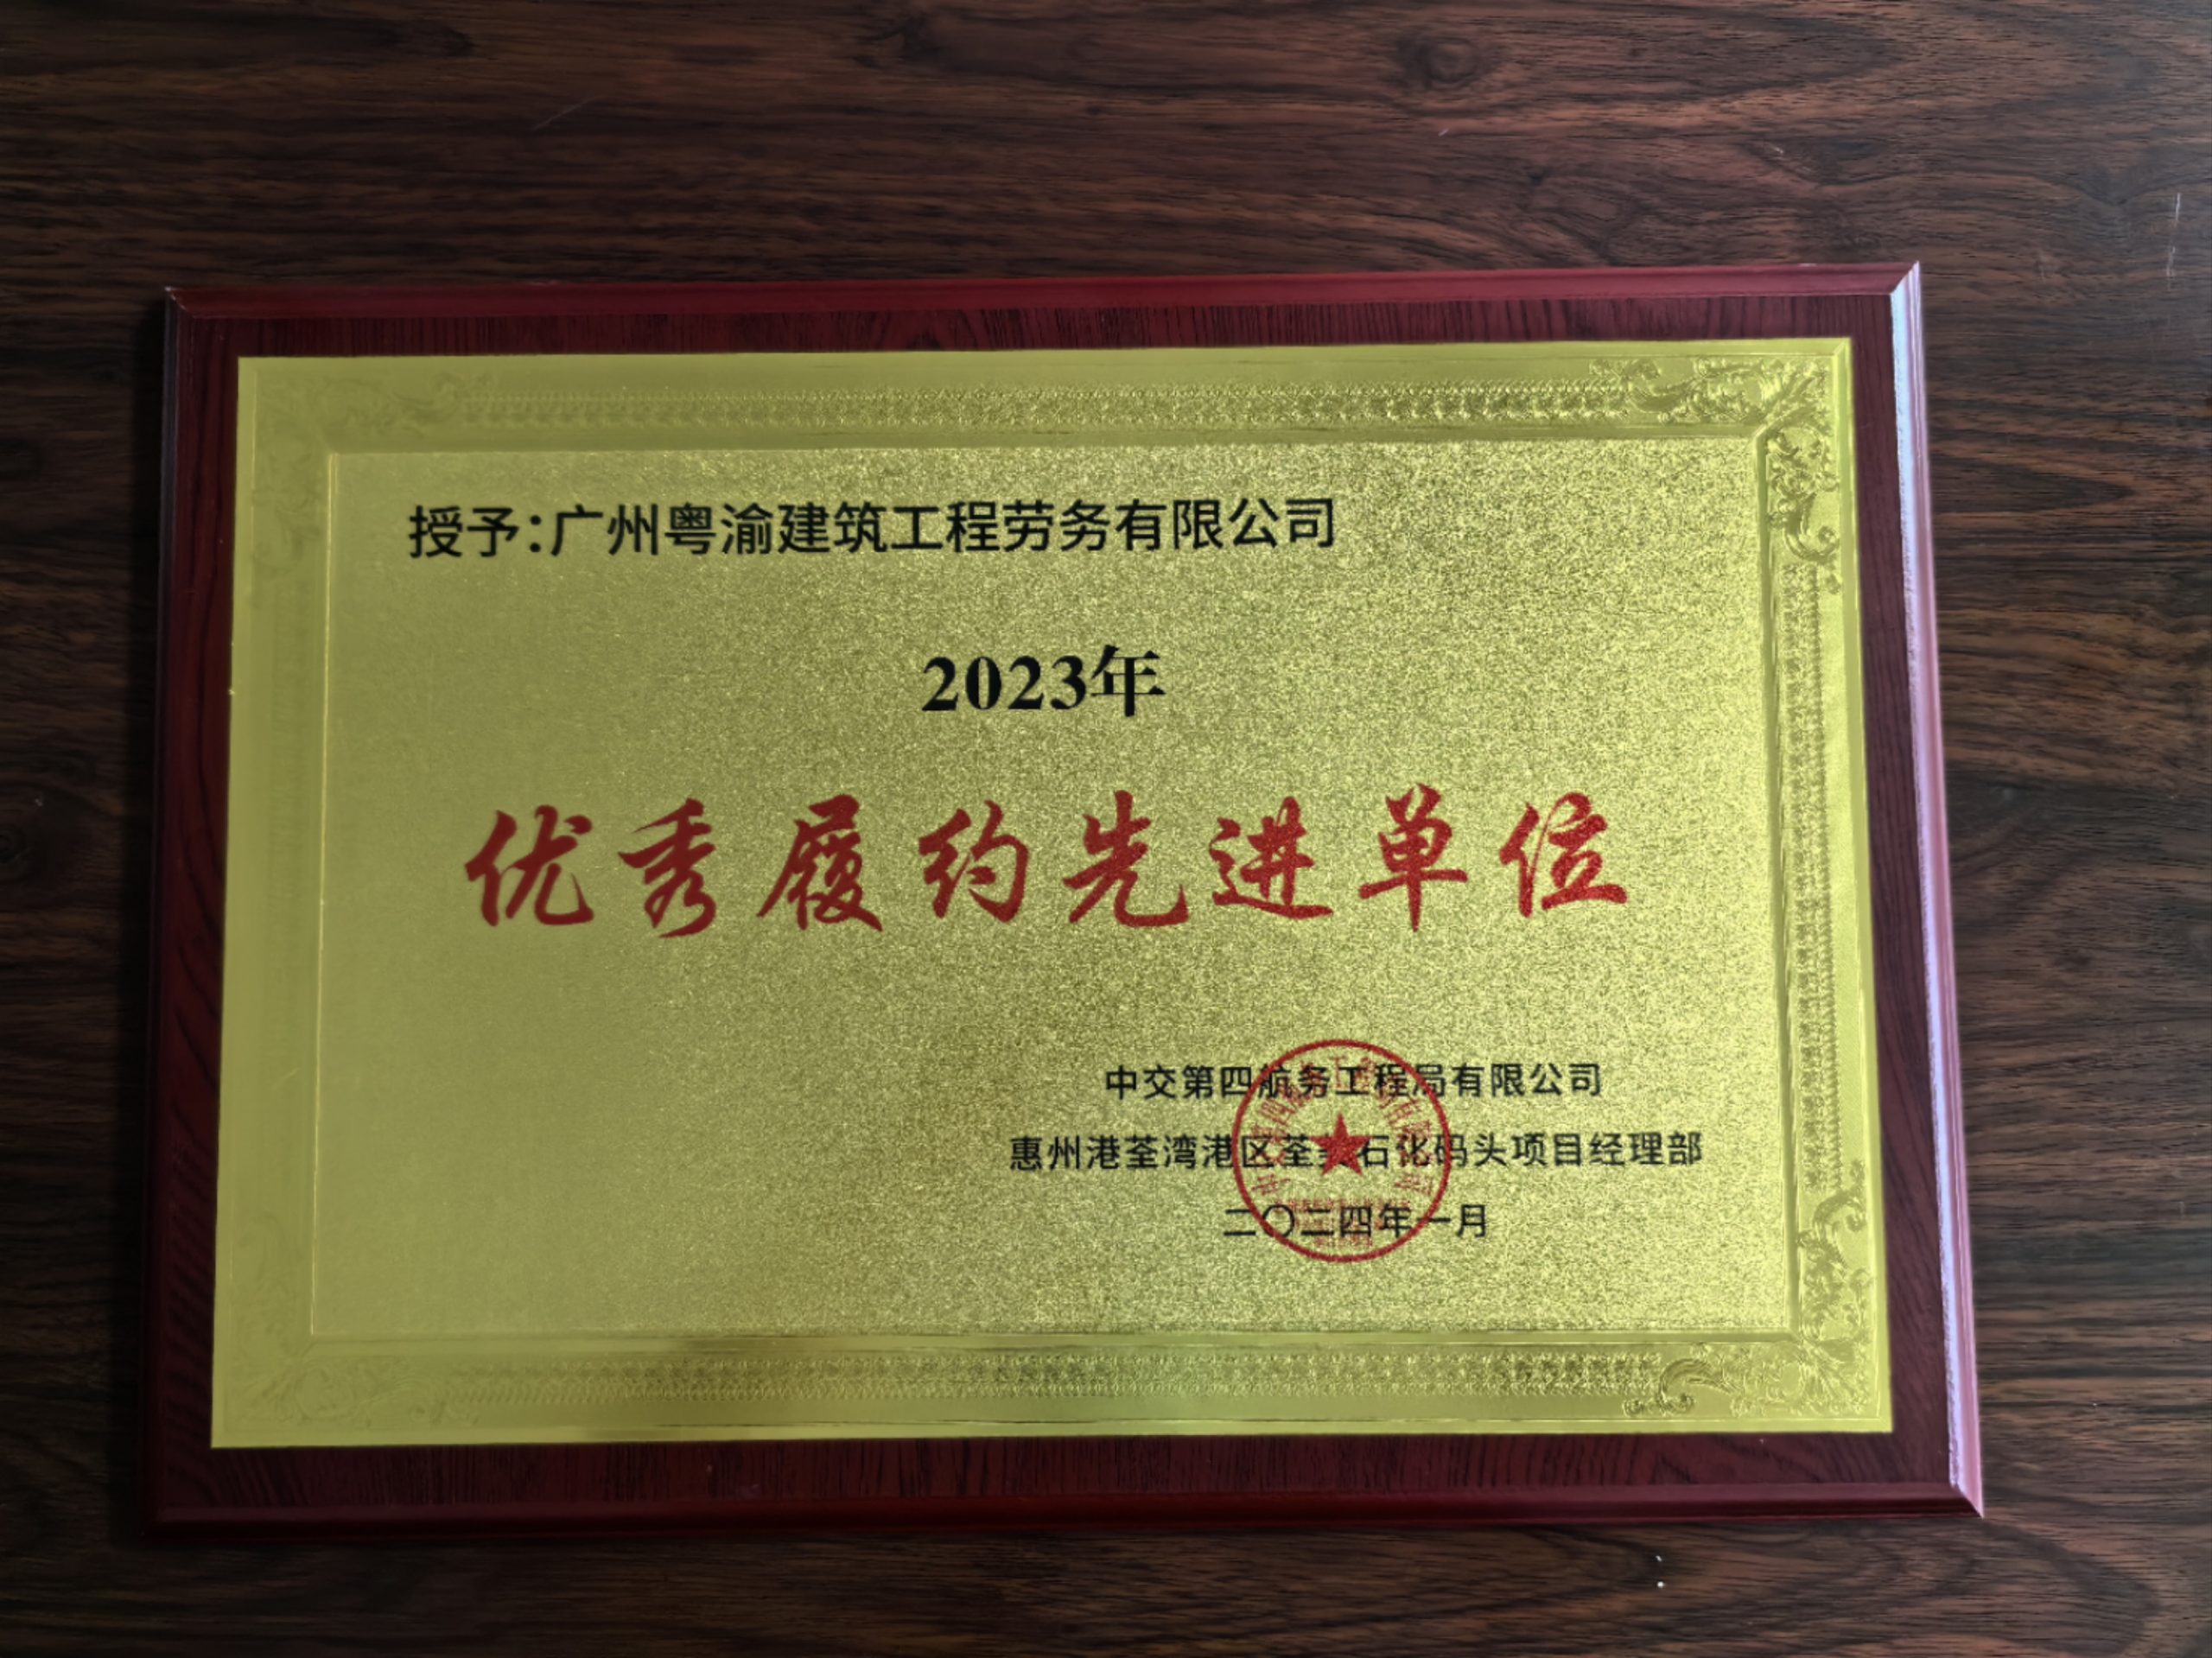 授予:广州粤渝建筑工程劳务有限公司
2023年
优秀履约先进单位
中交第四航务工程局有限公司
惠州港荃湾港区荃美石化码头项目经理部
二〇二四年一月